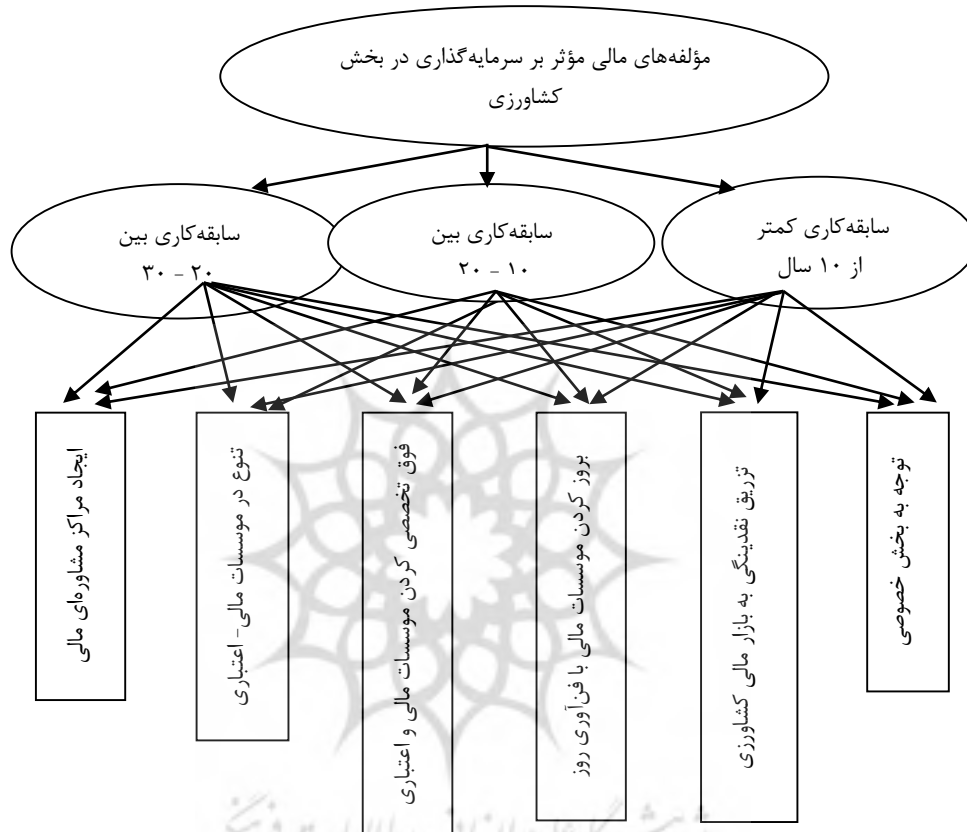 مؤلفه‌های مالی مؤثر بر سرمایه‌گذاری در بخش
کشاورزی
سابقه‌کاری کمتر
از ۱۰ سال
سابقه‌کاری بین
۱۰ - ۲۰
سابقه‌کاری بین
۲۰ - ۳۰
توجه به بخش خصوصی
تزریق نقدینگی به بازار مالی کشاورزی
بروز کردن موسسات مالی با فن‌آوری روز
فوق تخصصی کردن موسسات مالی و اعتباری
تنوع در موسسات مالی- اعتباری
ایجاد مراکز مشاوره‌ای مالی